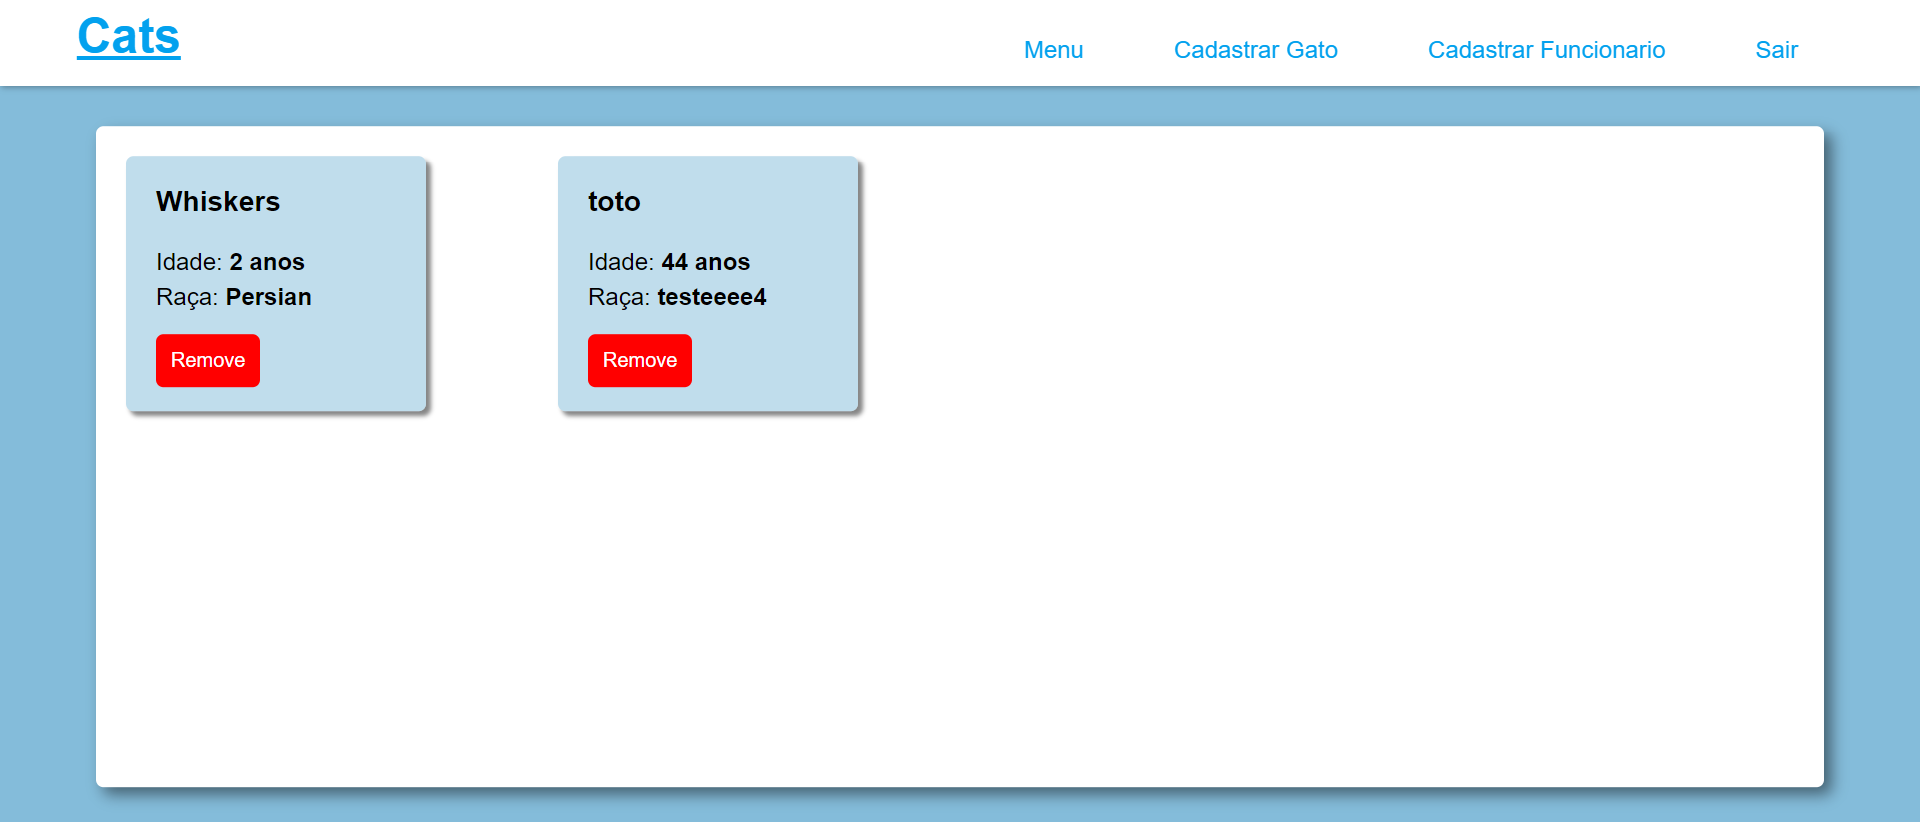 Cats
Menu
Cadastrar Gato
Cadastrar Funcionario
Sair
Whiskers
Idade: 2 anos
Raça: Persian
Remove
toto
Idade: 44 anos
Raça: testeeee4
Remove